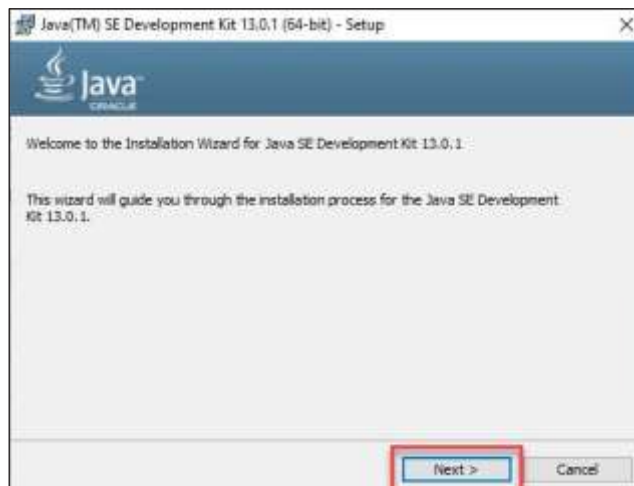 Java(TM) SE Development Kit 13.0.1 (64-bit) - Setup
Java
ORACLE
Welcome to the Installation Wizard for Java SE Development Kit 13.0.1
This wizard will guide you through the installation process for the Java SE Development
Kit 13.0.1.
Next >
Cancel